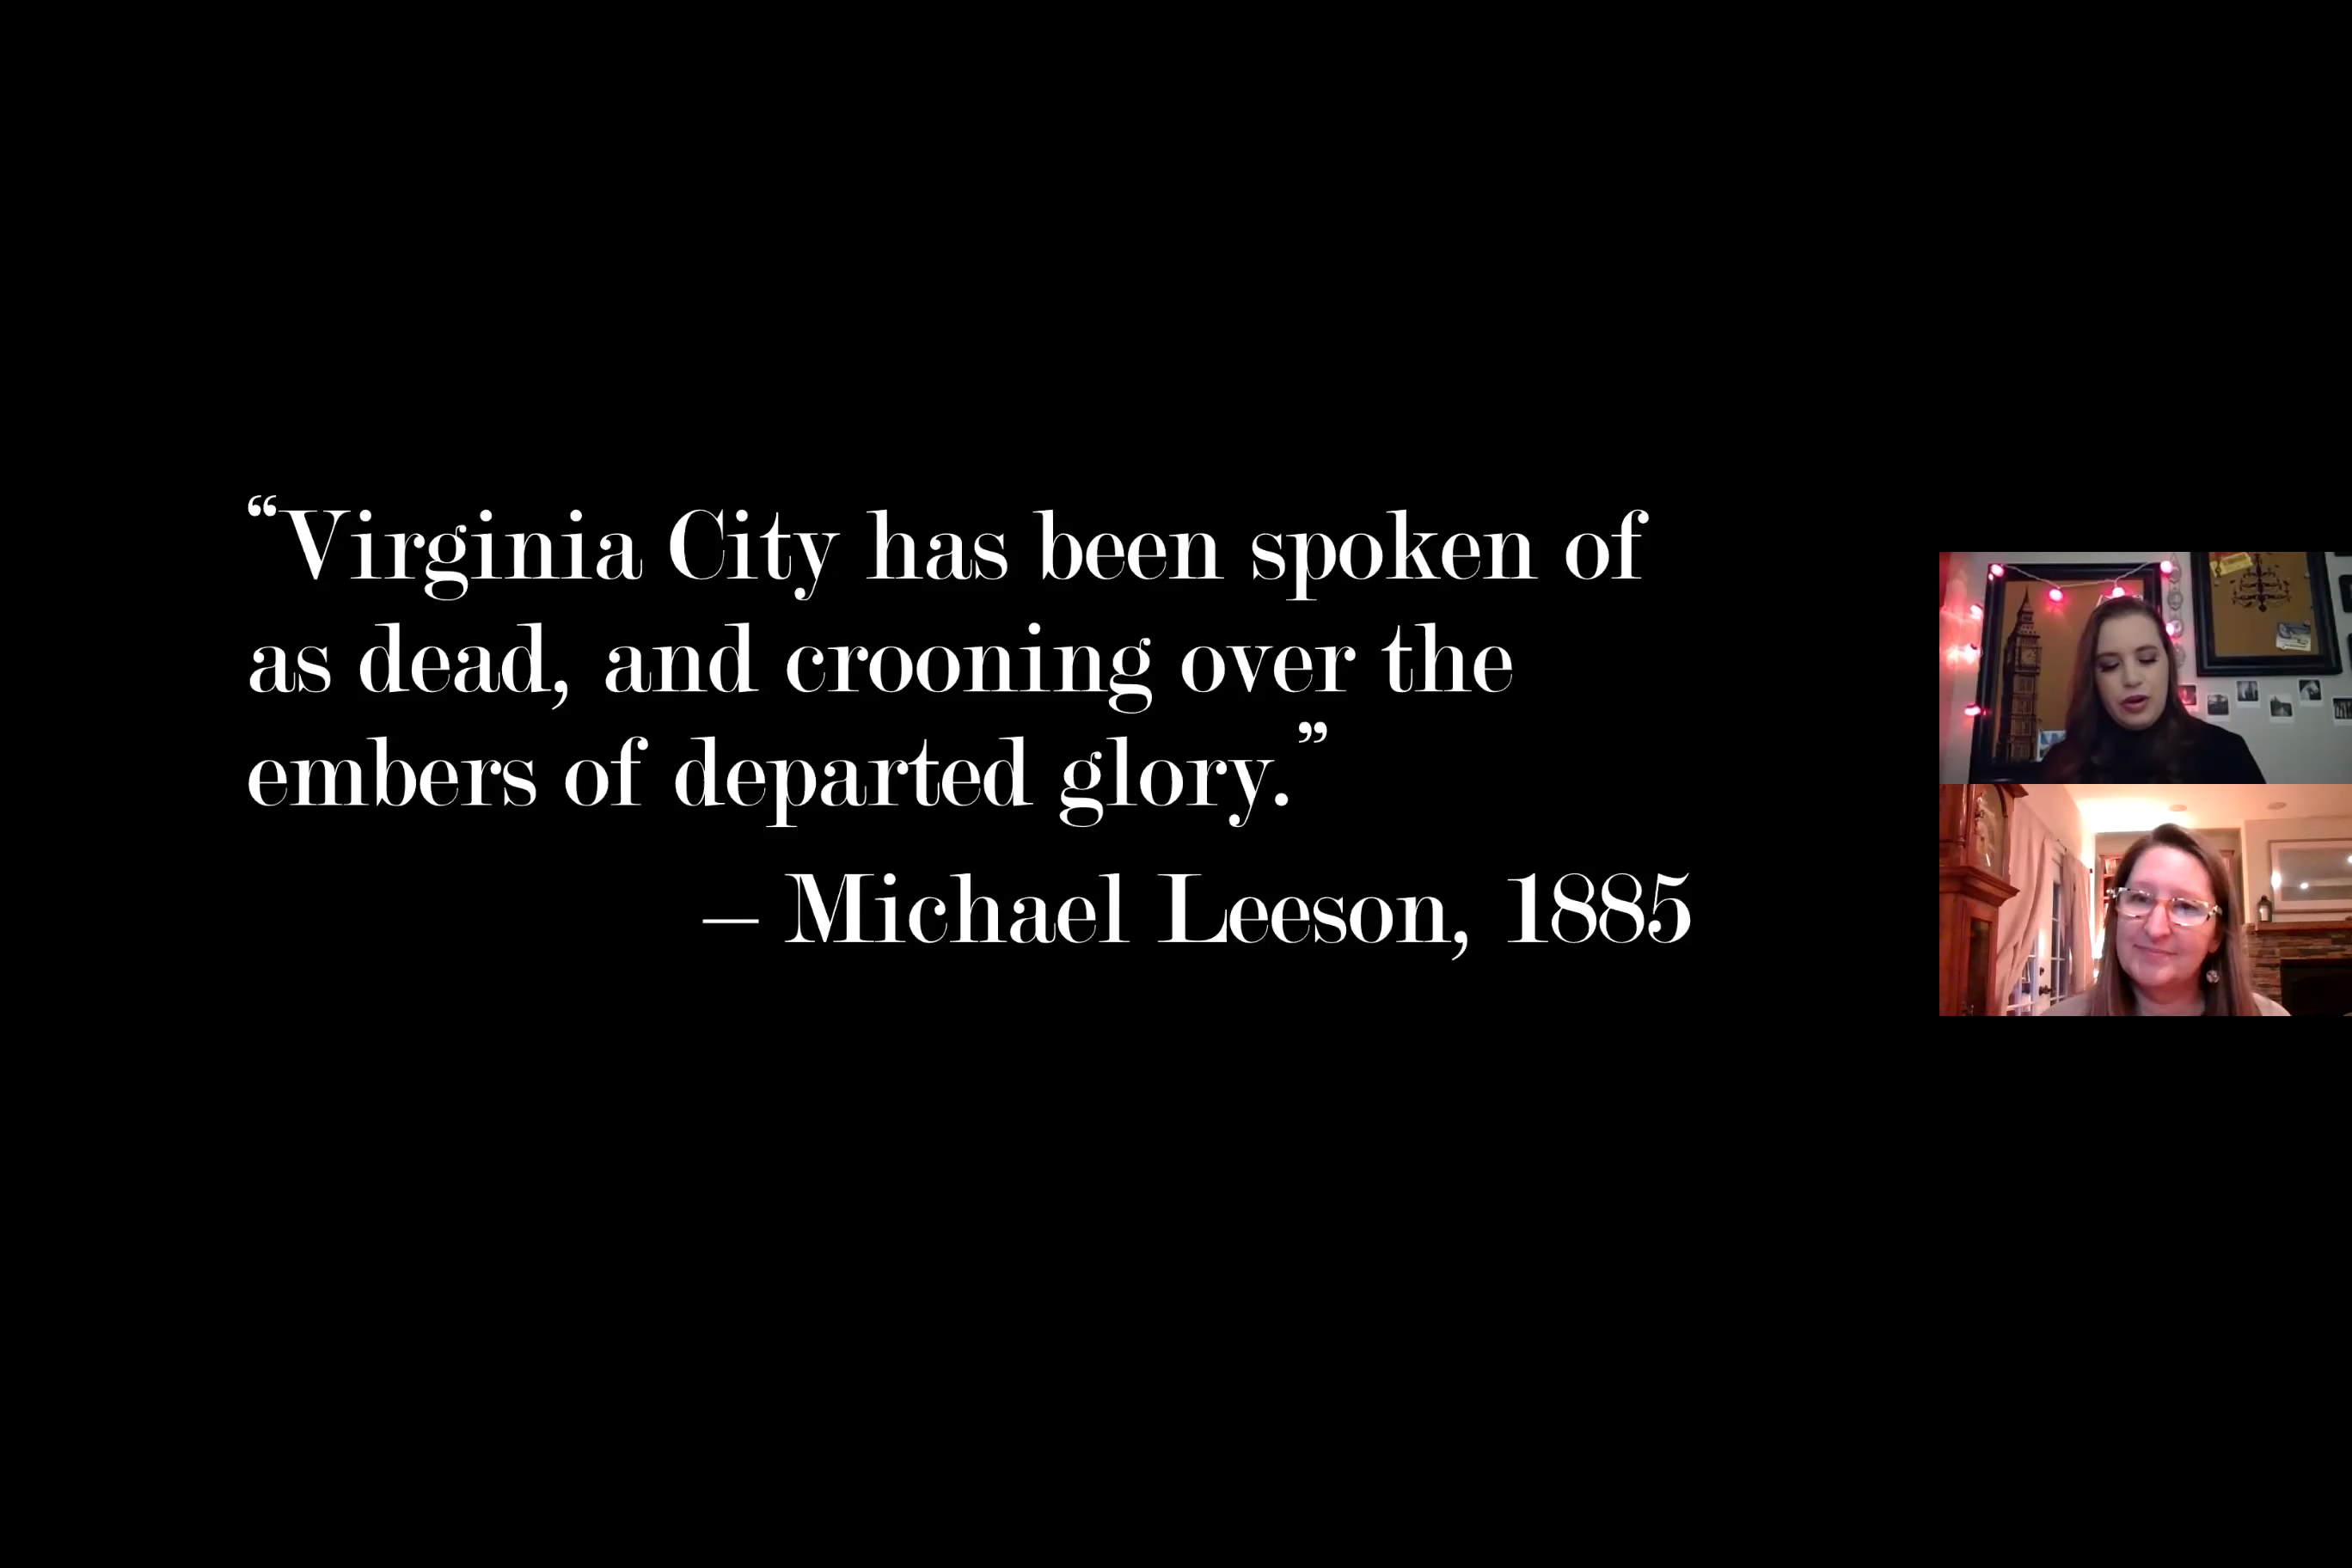 “Virginia City has been spoken of
as dead, and crooning over the
embers of departed glory.”
– Michael Leeson, 1885